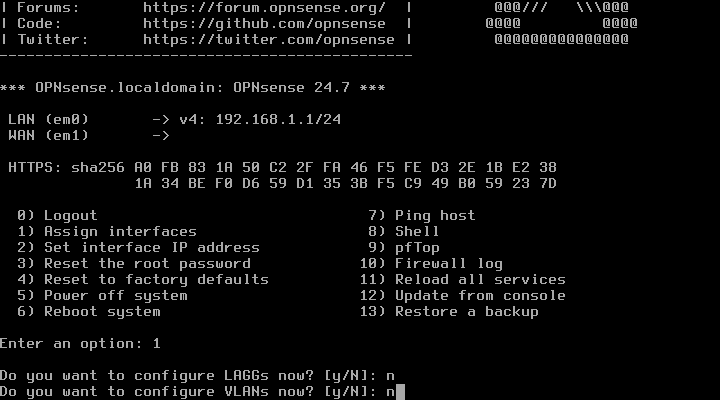 | Forums:      https://forum.opnsense.org/  |         @@@///   \\\@@@
| Code:        https://github.com/opnsense  |        @@@@         @@@@
| Twitter:     https://twitter.com/opnsense |         @@@@@@@@@@@@@@@
----------------------------------------------
*** OPNsense.localdomain: OPNsense 24.7 ***
LAN (em0)       -> v4: 192.168.1.1/24
WAN (em1)       ->
HTTPS: sha256 A0 FB 83 1A 50 C2 2F FA 46 F5 FE D3 2E 1B E2 38
              1A 34 BE F0 D6 59 D1 35 3B F5 C9 49 B0 59 23 7D
  0) Logout                              7) Ping host
  1) Assign interfaces                   8) Shell
  2) Set interface IP address            9) pfTop
  3) Reset the root password            10) Firewall log
  4) Reset to factory defaults          11) Reload all services
  5) Power off system                   12) Update from console
  6) Reboot system                      13) Restore a backup
Enter an option: 1
Do you want to configure LAGGs now? [y/N]: n
Do you want to configure VLANs now? [y/N]: n